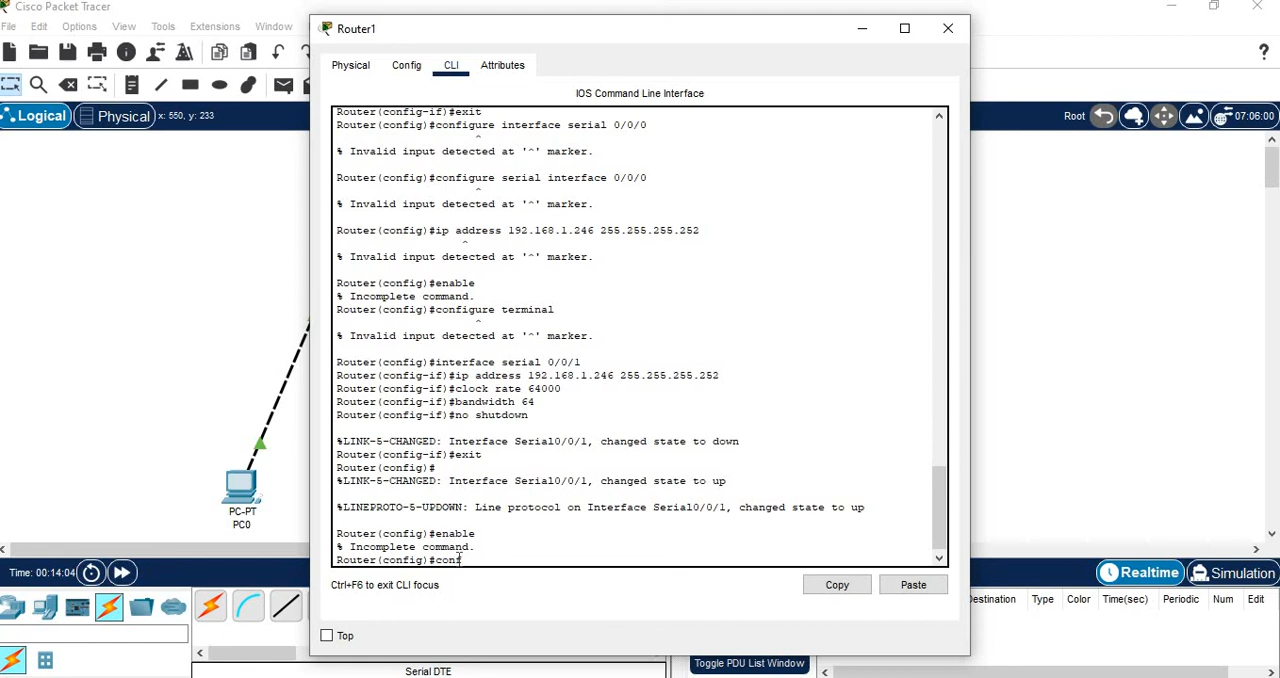 Cisco Packet Tracer
File Edit Options View Tools Extensions Window
Logical Physical x: 550, y: 233
Root 07:06:00
Router1
Physical Config CLI Attributes
IOS Command Line Interface
Router(config-if)#exit
Router(config)#configure interface serial 0/0/0
^
% Invalid input detected at '^' marker.
Router(config)#configure serial interface 0/0/0
^
% Invalid input detected at '^' marker.
Router(config)#ip address 192.168.1.246 255.255.255.252
^
% Invalid input detected at '^' marker.
Router(config)#enable
% Incomplete command.
Router(config)#configure terminal
^
% Invalid input detected at '^' marker.
Router(config)#interface serial 0/0/1
Router(config-if)#ip address 192.168.1.246 255.255.255.252
Router(config-if)#clock rate 64000
Router(config-if)#bandwidth 64
Router(config-if)#no shutdown
%LINK-5-CHANGED: Interface Serial0/0/1, changed state to down
Router(config-if)#exit
Router(config)#
%LINK-5-CHANGED: Interface Serial0/0/1, changed state to up
%LINEPROTO-5-UPDOWN: Line protocol on Interface Serial0/0/1, changed state to up
Router(config)#enable
% Incomplete command.
Router(config)#conf
Ctrl+F6 to exit CLI focus
Copy Paste
Top
PC-PT
PC0
Time: 00:14:04
Realtime Simulation
Destination Type Color Time(sec) Periodic Num Edit
Serial DTE
Toggle PDU List Window